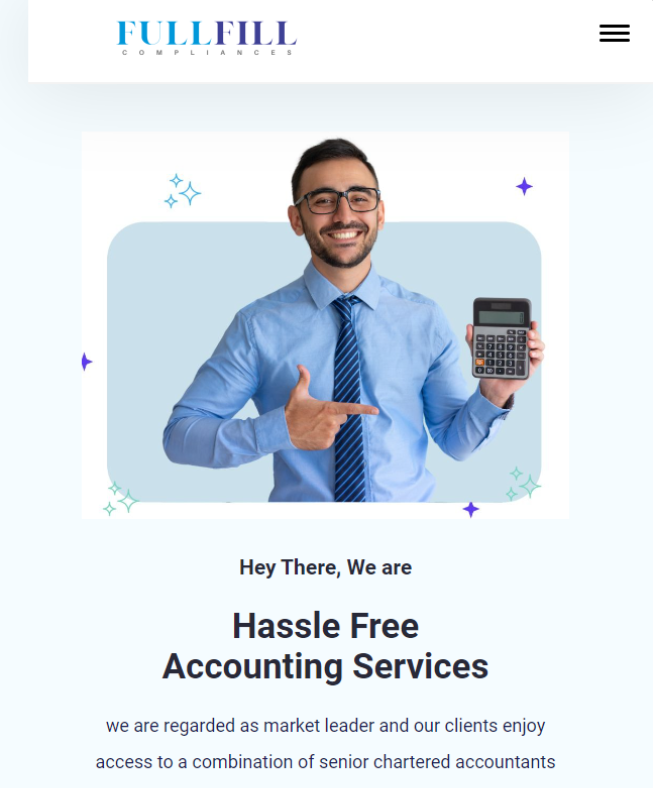 FULLFILL
COMPLIANCES
Hey There, We are
Hassle Free
Accounting Services
we are regarded as market leader and our clients enjoy
access to a combination of senior chartered accountants